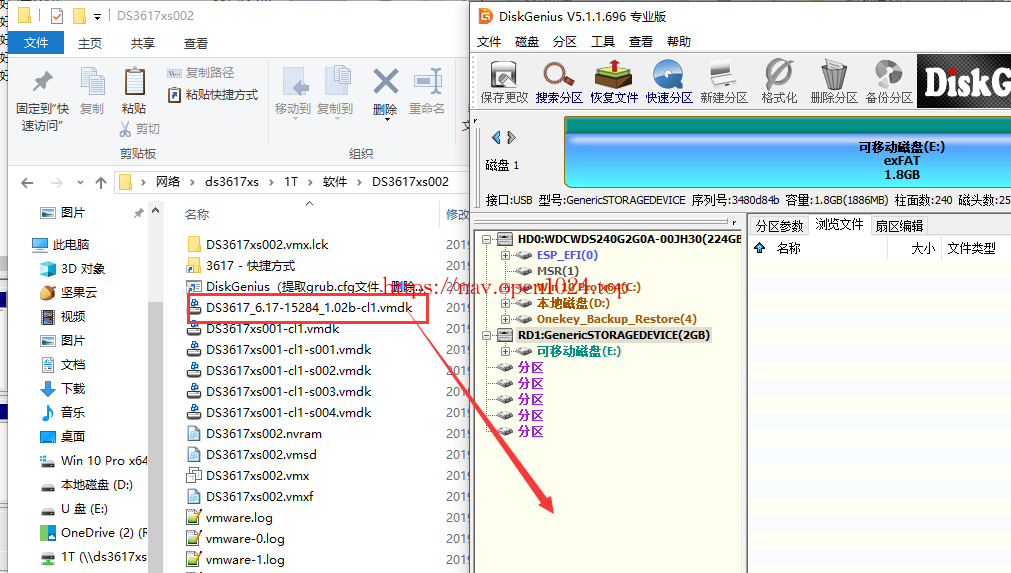 DS3617xs002
文件 主页 共享 查看
固定到“快速访问”
复制
粘贴
复制路径
粘贴快捷方式
剪切
剪贴板
移动到 复制到 删除 重命名
组织
网络 ds3617xs 1T 软件 DS3617xs002
图片
此电脑
3D 对象
坚果云
视频
图片
文档
下载
音乐
桌面
Win 10 Pro x64
本地磁盘 (D:)
U 盘 (E:)
OneDrive (2) (F
1T (\\ds3617xs
名称 修改
DS3617xs002.vmx.lck 2019
3617 - 快捷方式 2019
DiskGenius（提取grub.cfg文件、删除...
DS3617_6.17-15284_1.02b-cl1.vmdk
DS3617xs001-cl1.vmdk 2019
DS3617xs001-cl1-s001.vmdk 2019
DS3617xs001-cl1-s002.vmdk 2019
DS3617xs001-cl1-s003.vmdk 2019
DS3617xs001-cl1-s004.vmdk 2019
DS3617xs002.nvram 2019
DS3617xs002.vmsd 2019
DS3617xs002.vmx 2019
DS3617xs002.vmxf 2019
vmware.log 2019
vmware-0.log 2019
vmware-1.log 2019
DiskGenius V5.1.1.696 专业版
文件 磁盘 分区 工具 查看 帮助
保存更改 搜索分区 恢复文件 快速分区 新建分区 格式化 删除分区 备份分区
DiskG
磁盘 1
可移动磁盘(E:)
exFAT
1.8GB
接口:USB 型号:GenericSTORAGEDEVICE 序列号:3480d84b 容量:1.8GB(1886MB) 柱面数:240 磁头数:25
HD0:WDCWDS240G2G0A-00JH30(224GB
ESP_EFI(0)
MSR(1)
Win 10 Pro x64(C:)
本地磁盘(D:)
Onekey_Backup_Restore(4)
RD1:GenericSTORAGEDEVICE(2GB)
可移动磁盘(E:)
分区
分区
分区
分区
分区
分区参数 浏览文件 扇区编辑
名称 大小 文件类型
https://nav.open1024.top